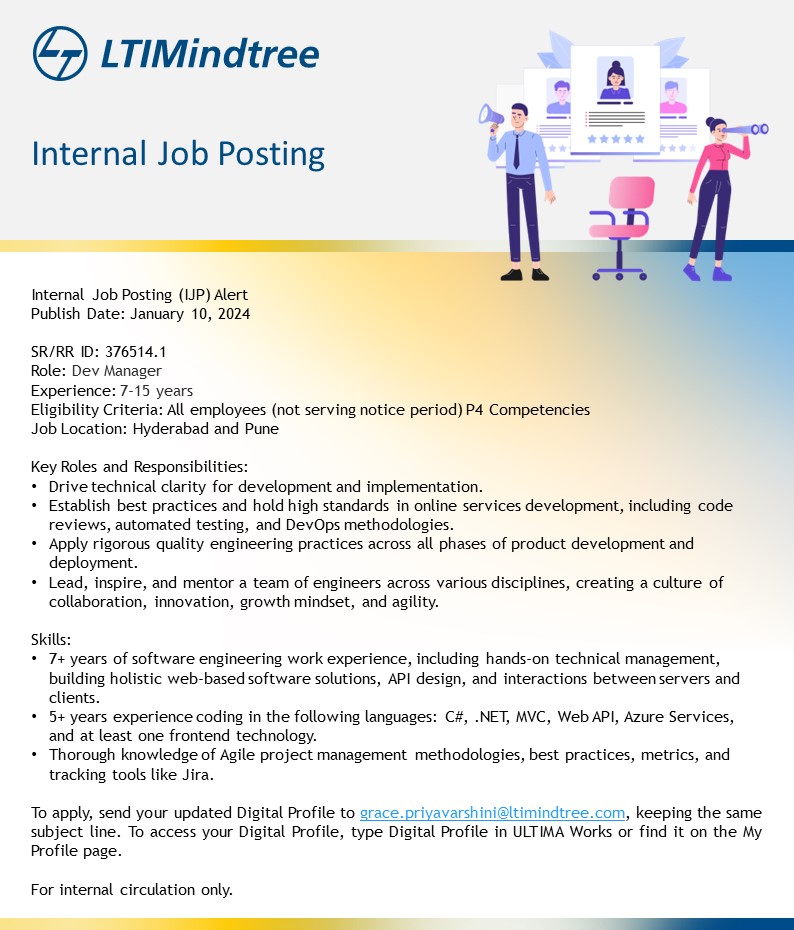 LTIMindtree
Internal Job Posting
Internal Job Posting (IJP) Alert
Publish Date: January 10, 2024
SR/RR ID: 376514.1
Role: Dev Manager
Experience: 7-15 years
Eligibility Criteria: All employees (not serving notice period) P4 Competencies
Job Location: Hyderabad and Pune
Key Roles and Responsibilities:
• Drive technical clarity for development and implementation.
• Establish best practices and hold high standards in online services development, including code
reviews, automated testing, and DevOps methodologies.
• Apply rigorous quality engineering practices across all phases of product development and
deployment.
• Lead, inspire, and mentor a team of engineers across various disciplines, creating a culture of
collaboration, innovation, growth mindset, and agility.
Skills:
• 7+ years of software engineering work experience, including hands-on technical management,
building holistic web-based software solutions, API design, and interactions between servers and
clients.
• 5+ years experience coding in the following languages: C#, .NET, MVC, Web API, Azure Services,
and at least one frontend technology.
• Thorough knowledge of Agile project management methodologies, best practices, metrics, and
tracking tools like Jira.
To apply, send your updated Digital Profile to grace.priyavarshini@ltimindtree.com, keeping the same
subject line. To access your Digital Profile, type Digital Profile in ULTIMA Works or find it on the My
Profile page.
For internal circulation only.